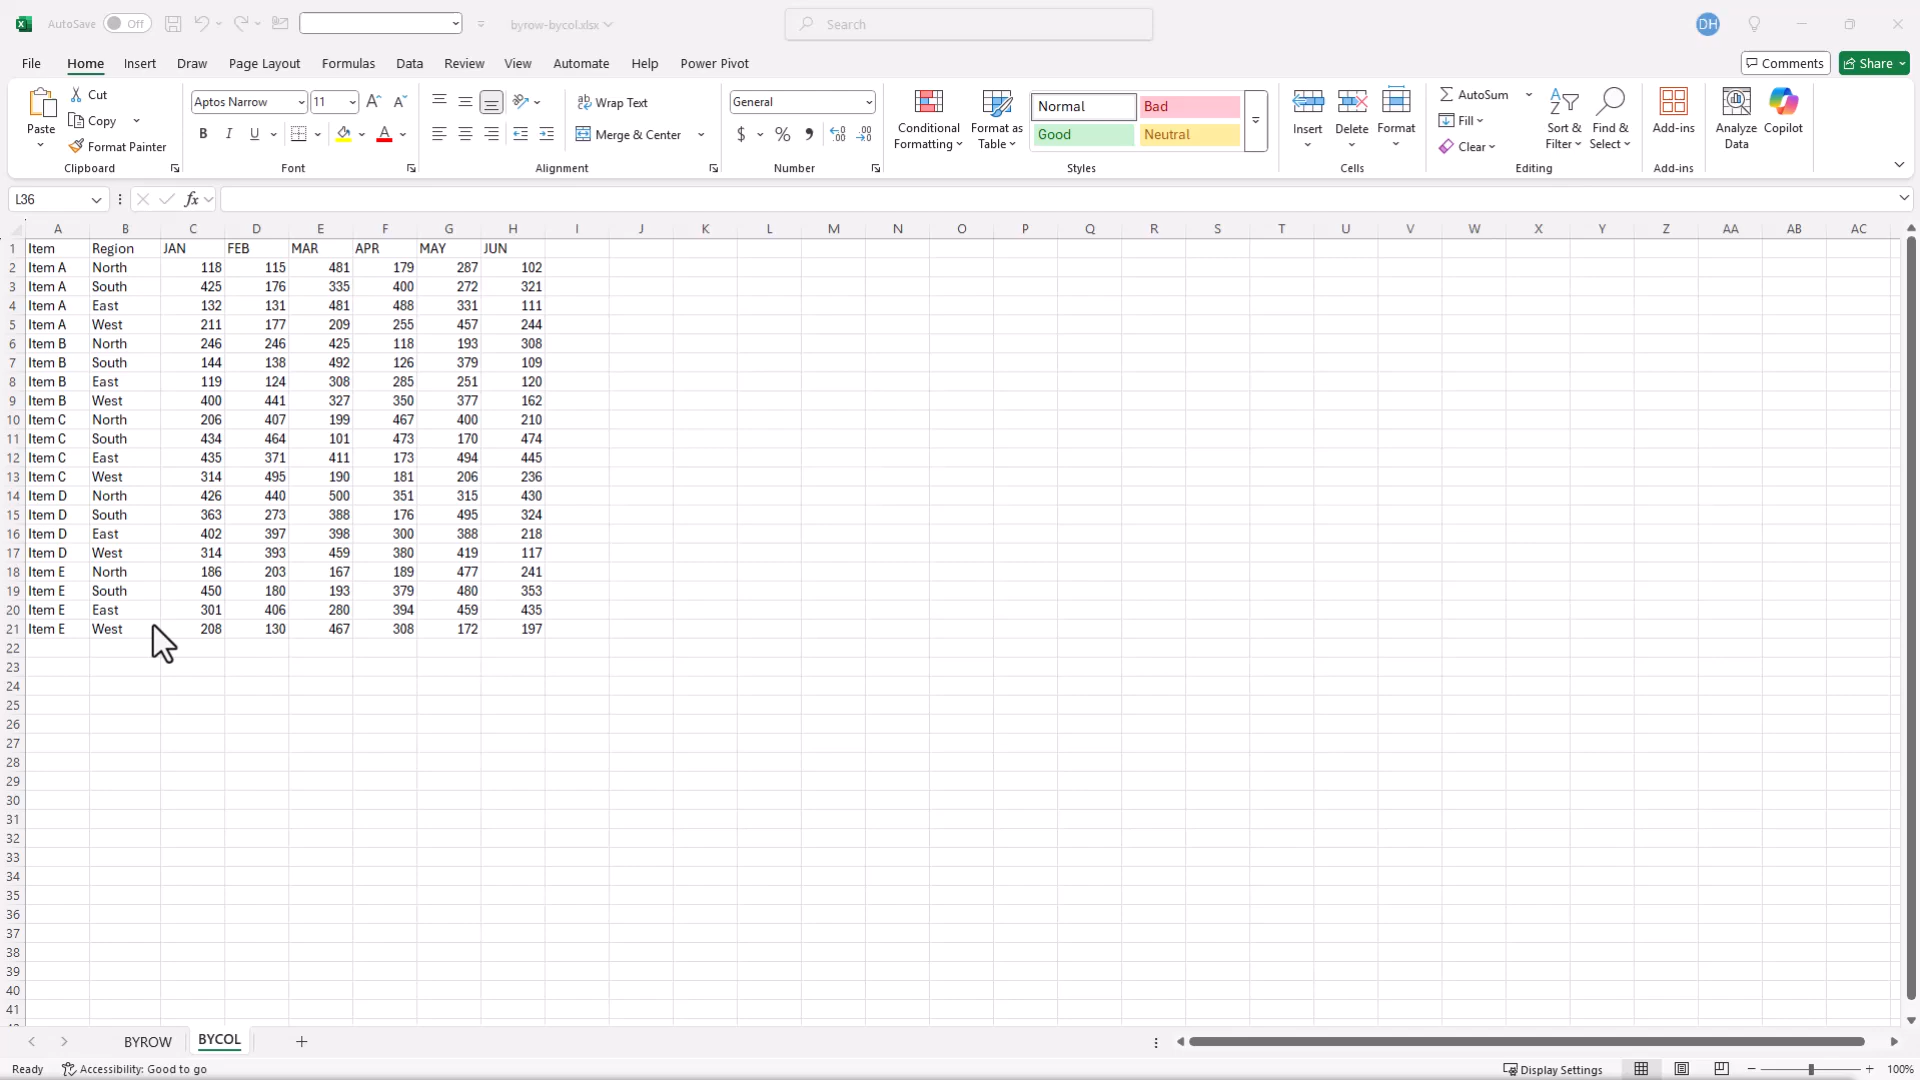 AutoSave Off byrow-bycol.xlsx Search DH
File Home Insert Draw Page Layout Formulas Data Review View Automate Help Power Pivot Comments Share
Paste Cut Copy Format Painter Clipboard
Aptos Narrow 11 B I U A Font
Wrap Text Merge & Center Alignment
General $ % Number
Conditional Formatting Format as Table Normal Bad Good Neutral Styles
Insert Delete Format Cells
AutoSum Fill Clear Sort & Filter Find & Select Editing
Add-ins Add-ins
Analyze Data Copilot
L36 fx
A B C D E F G H I J K L M N O P Q R S T U V W X Y Z AA AB AC
1 Item Region JAN FEB MAR APR MAY JUN
2 Item A North 118 115 481 179 287 102
3 Item A South 425 176 335 400 272 321
4 Item A East 132 131 481 488 331 111
5 Item A West 211 177 209 255 457 244
6 Item B North 246 246 425 118 193 308
7 Item B South 144 138 492 126 379 109
8 Item B East 119 124 308 285 251 120
9 Item B West 400 441 327 350 377 162
10 Item C North 206 407 199 467 400 210
11 Item C South 434 464 101 473 170 474
12 Item C East 435 371 411 173 494 445
13 Item C West 314 495 190 181 206 236
14 Item D North 426 440 500 351 315 430
15 Item D South 363 273 388 176 495 324
16 Item D East 402 397 398 300 388 218
17 Item D West 314 393 459 380 419 117
18 Item E North 186 203 167 189 477 241
19 Item E South 450 180 193 379 480 353
20 Item E East 301 406 280 394 459 435
21 Item E West 208 130 467 308 172 197
22
23
24
25
26
27
28
29
30
31
32
33
34
35
36
37
38
39
40
41
BYROW BYCOL
Ready Accessibility: Good to go Display Settings 100%